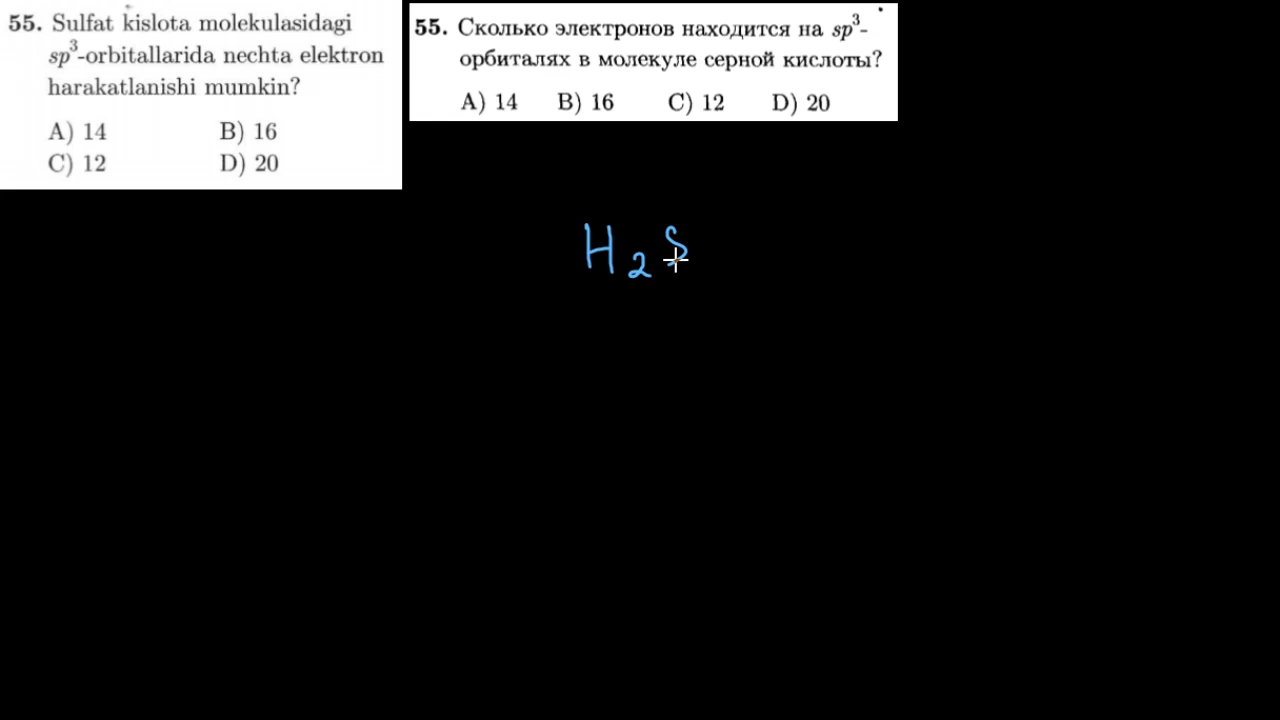 55. Sulfat kislota molekulasidagi
sp³-orbitallarida nechta elektron
harakatlanishi mumkin?
A) 14 B) 16
C) 12 D) 20
55. Сколько электронов находится на sp³-
орбиталях в молекуле серной кислоты?
A) 14 B) 16 C) 12 D) 20
H₂S